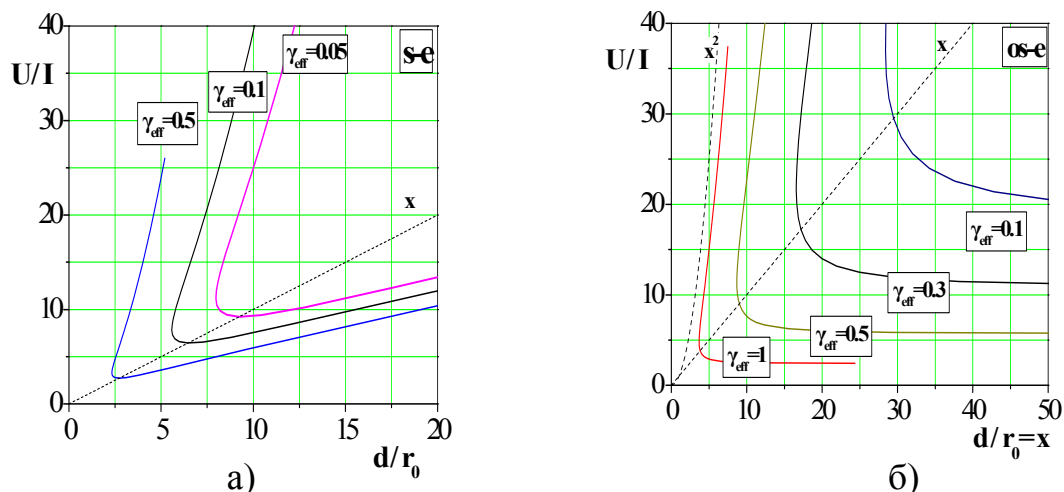 40
U/I
30
20
10
0
γeff=0.5
γeff=0.1
γeff=0.05
s-e
x
0 5 10 15 20
d/r₀
а)
40
U/I
30
20
10
0
x²
x
os-e
γeff=0.1
γeff=0.3
γeff=0.5
γeff=1
0 10 20 30 40 50
d/r₀=x
б)